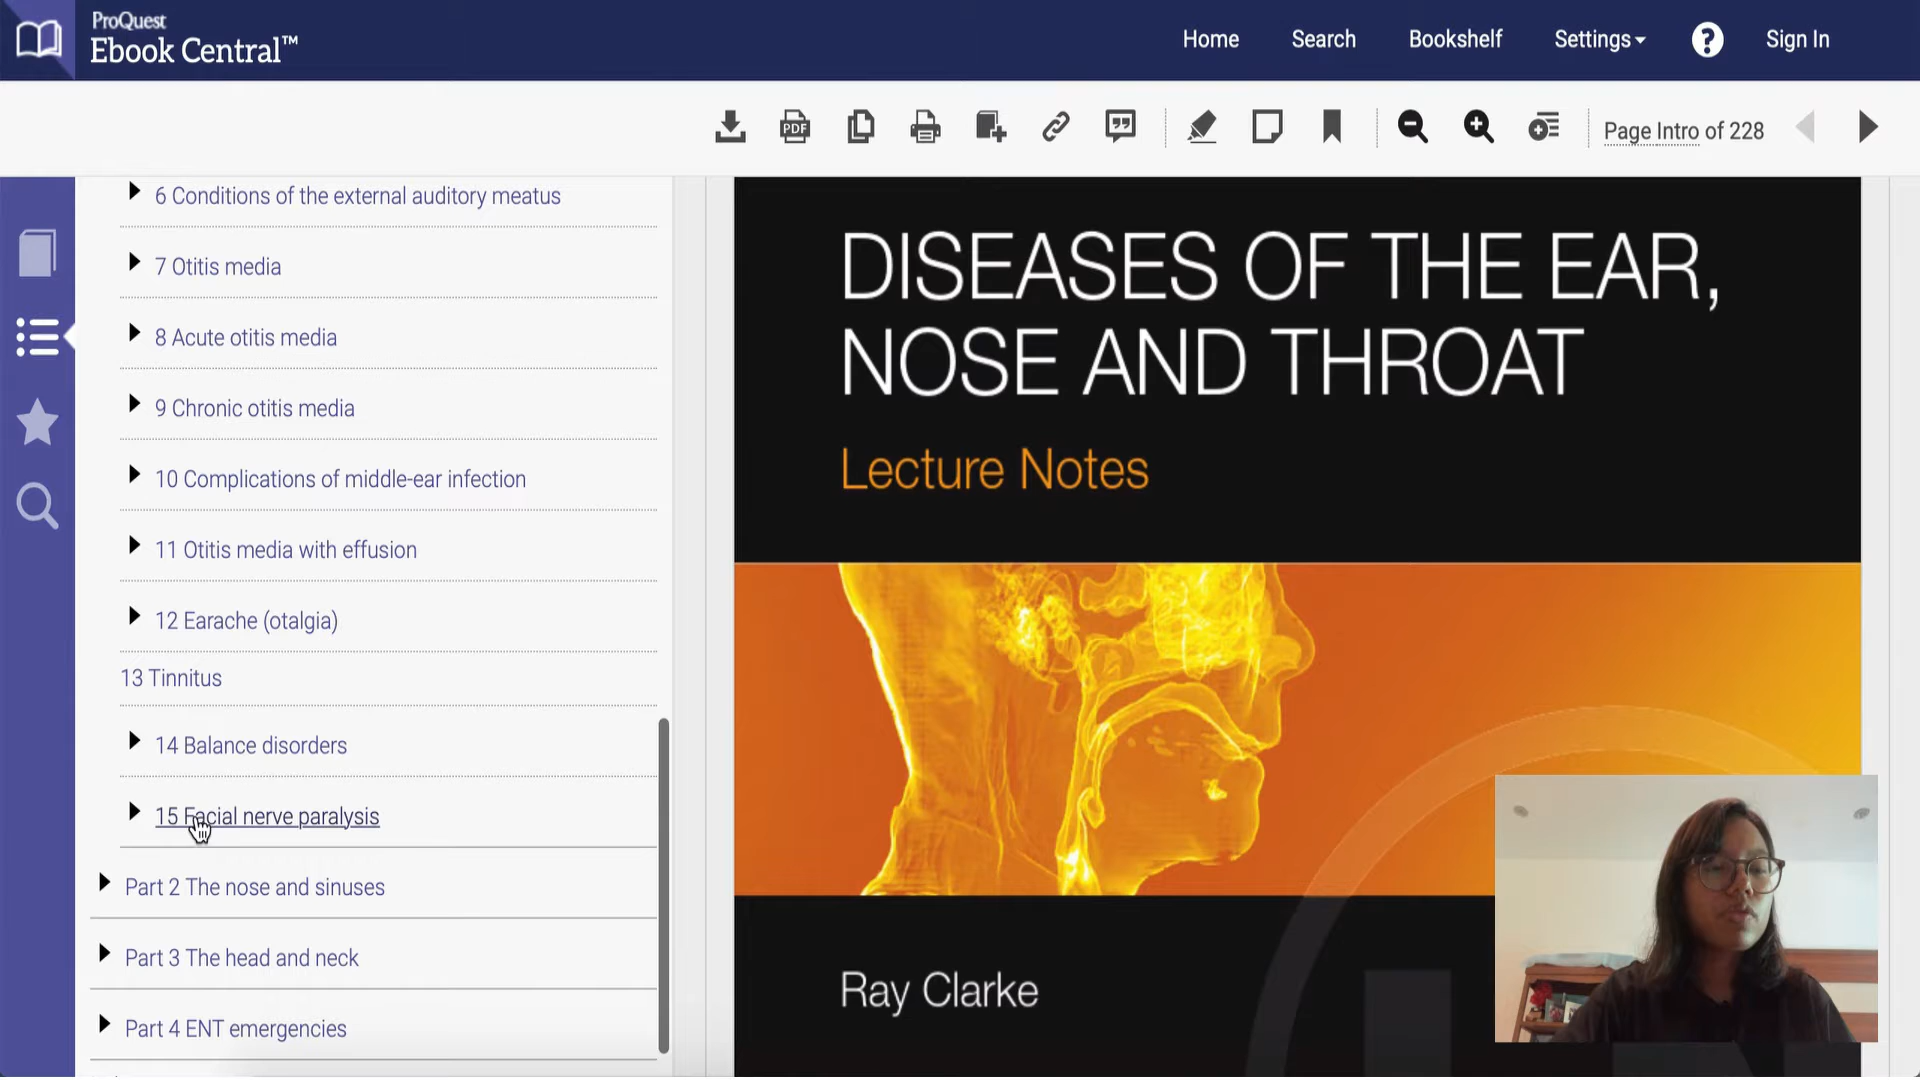 ProQuest
Ebook Central™
Home
Search
Bookshelf
Settings
?
Sign In
PDF
Page Intro of 228
6 Conditions of the external auditory meatus
7 Otitis media
8 Acute otitis media
9 Chronic otitis media
10 Complications of middle-ear infection
11 Otitis media with effusion
12 Earache (otalgia)
13 Tinnitus
14 Balance disorders
15 Facial nerve paralysis
Part 2 The nose and sinuses
Part 3 The head and neck
Part 4 ENT emergencies
DISEASES OF THE EAR,
NOSE AND THROAT
Lecture Notes
Ray Clarke